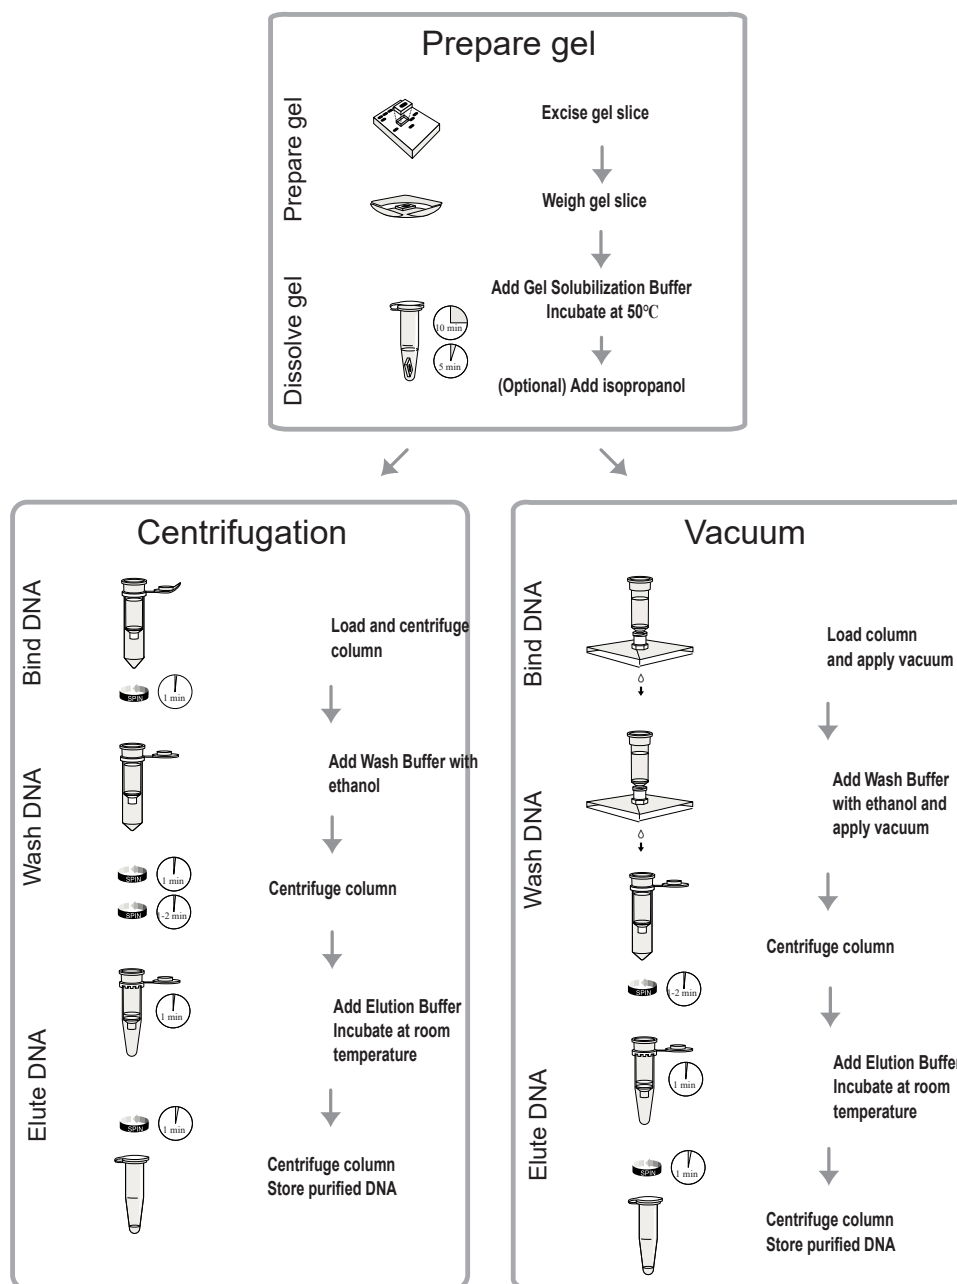 Prepare gel
Prepare gel
Excise gel slice
Weigh gel slice
Dissolve gel
Add Gel Solubilization Buffer
Incubate at 50°C
10 min
5 min
(Optional) Add isopropanol
Centrifugation
Bind DNA
Load and centrifuge
column
SPIN
1 min
Wash DNA
Add Wash Buffer with
ethanol
SPIN
1 min
Centrifuge column
SPIN
1-2 min
Elute DNA
1 min
Add Elution Buffer
Incubate at room
temperature
SPIN
1 min
Centrifuge column
Store purified DNA
Vacuum
Bind DNA
Load column
and apply vacuum
Wash DNA
Add Wash Buffer
with ethanol and
apply vacuum
Centrifuge column
SPIN
1-2 min
Elute DNA
1 min
Add Elution Buffer
Incubate at room
temperature
SPIN
1 min
Centrifuge column
Store purified DNA